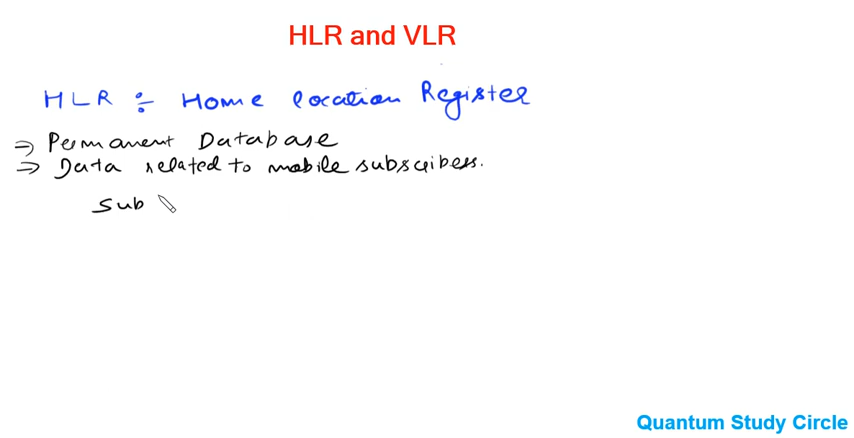 HLR and VLR
HLR ÷ Home location Register
⇒ Permanent Database
⇒ Data related to mobile subscribers.
Sub
Quantum Study Circle